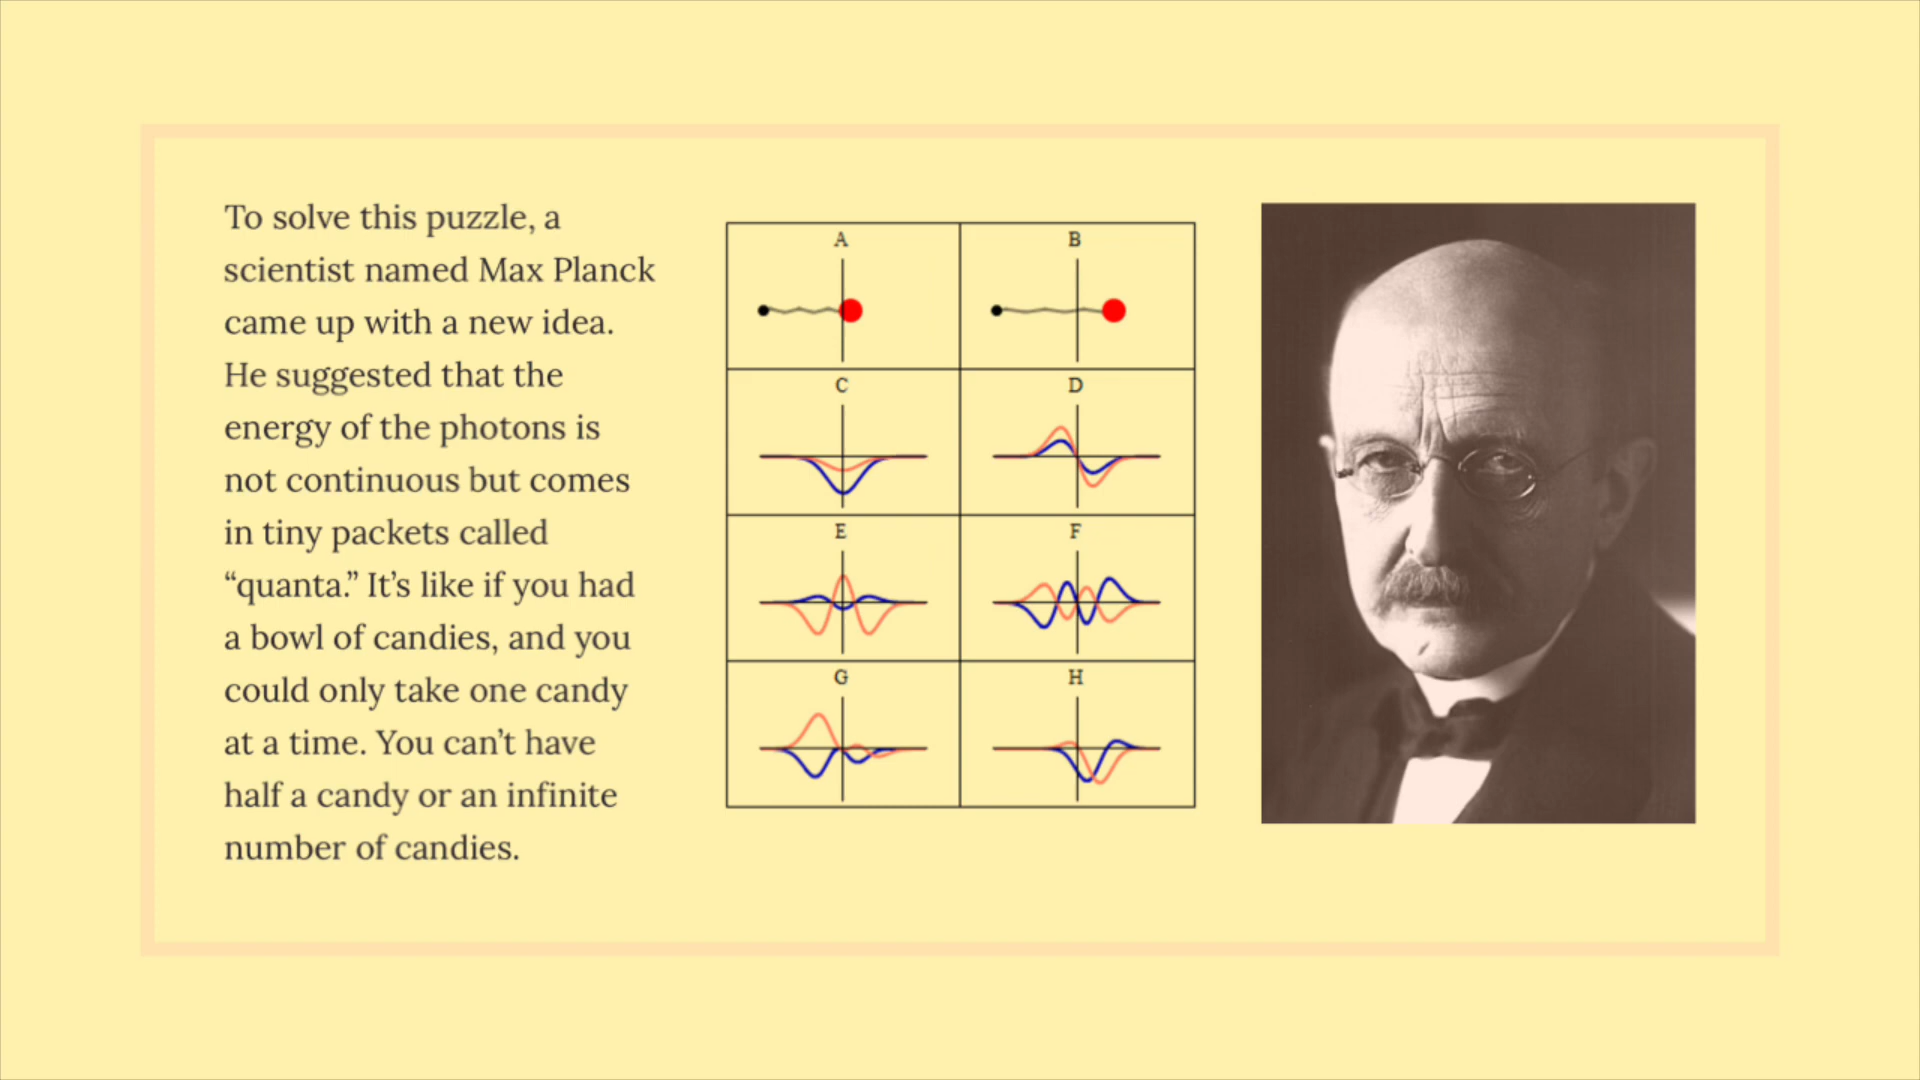 To solve this puzzle, a
scientist named Max Planck
came up with a new idea.
He suggested that the
energy of the photons is
not continuous but comes
in tiny packets called
“quanta.” It’s like if you had
a bowl of candies, and you
could only take one candy
at a time. You can’t have
half a candy or an infinite
number of candies.
A
B
C
D
E
F
G
H